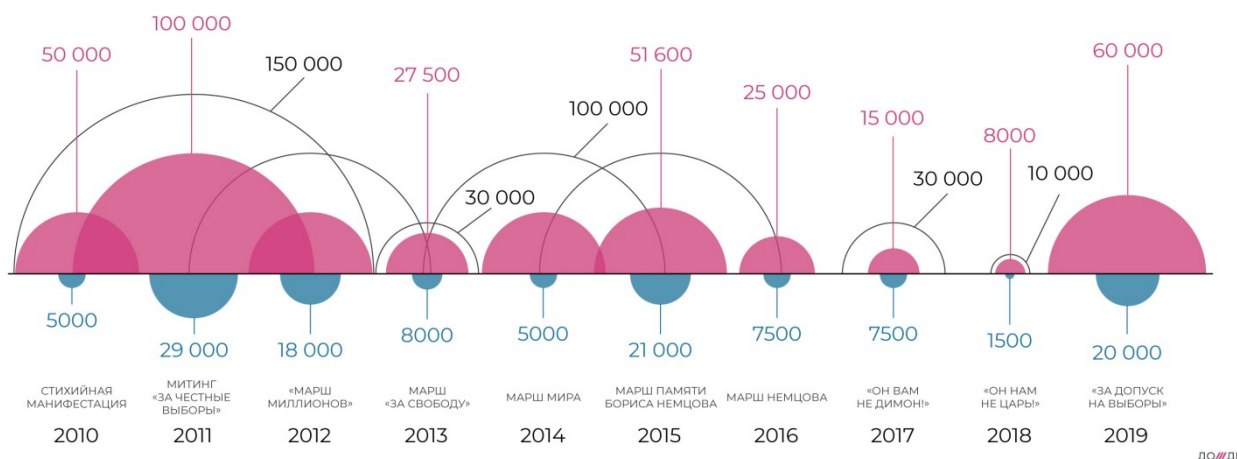 100 000
50 000
150 000
27 500
51 600
60 000
100 000
25 000
15 000
8000
30 000
30 000
10 000
5000
29 000
18 000
8000
5000
21 000
7500
7500
1500
20 000
СТИХИЙНАЯ
МАНИФЕСТАЦИЯ
2010
МИТИНГ
«ЗА ЧЕСТНЫЕ
ВЫБОРЫ»
2011
«МАРШ
МИЛЛИОНОВ»
2012
МАРШ
«ЗА СВОБОДУ»
2013
МАРШ МИРА
2014
МАРШ ПАМЯТИ
БОРИСА НЕМЦОВА
2015
МАРШ НЕМЦОВА
2016
«ОН ВАМ
НЕ ДИМОН!»
2017
«ОН НАМ
НЕ ЦАРЬ!»
2018
«ЗА ДОПУСК
НА ВЫБОРЫ»
2019